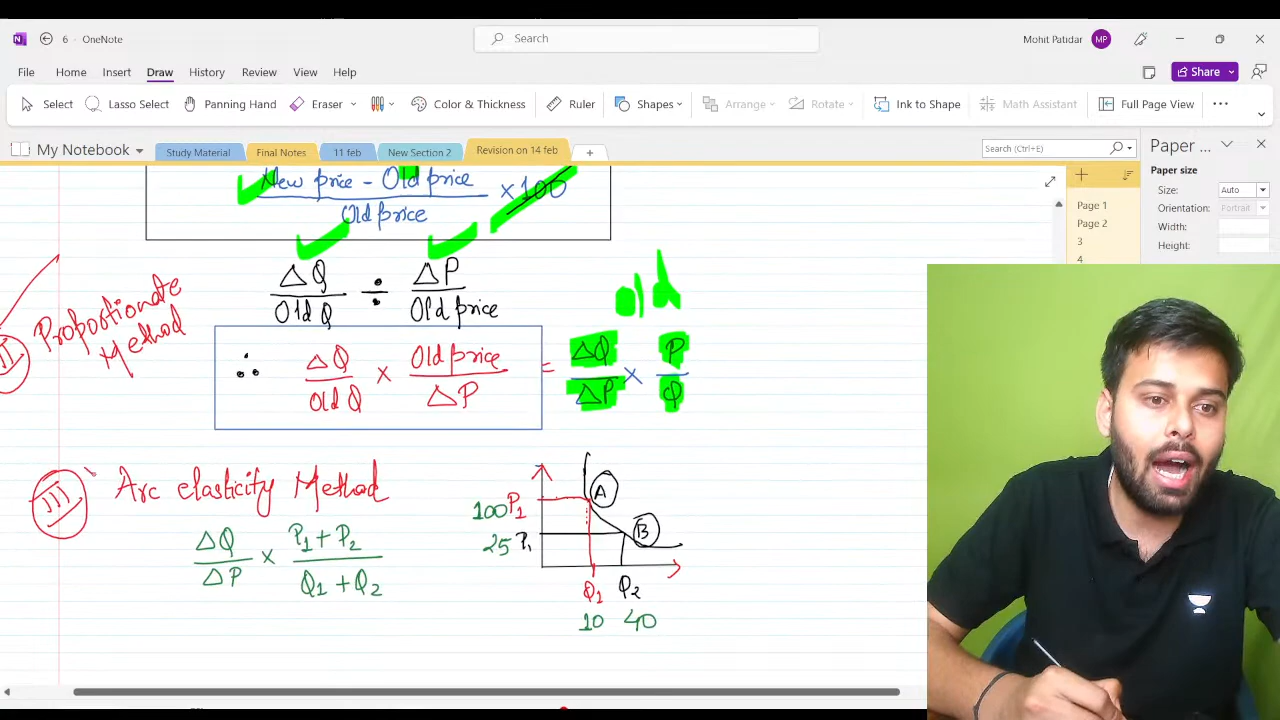 6 - OneNote
Search
Mohit Patidar MP
File Home Insert Draw History Review View Help
Share
Select Lasso Select Panning Hand Eraser Color & Thickness Ruler Shapes Arrange Rotate Ink to Shape Math Assistant Full Page View
My Notebook
Study Material Final Notes 11 feb New Section 2 Revision on 14 feb
Search (Ctrl+E)
Paper ...
Paper size
Size: Auto
Orientation: Portrait
Width:
Height:
Page 1
Page 2
3
4
New price - Old price
Old price
× 100
ΔQ ÷ ΔP
Old Q Old price
old
II Proportionate
Method
∴ ΔQ × Old price = ΔQ × P
Old Q ΔP ΔP Q
III Arc elasticity Method
ΔQ × P1 + P2
ΔP Q1 + Q2
A
100 P1
B
25 P1
Q1 Q2
10 40